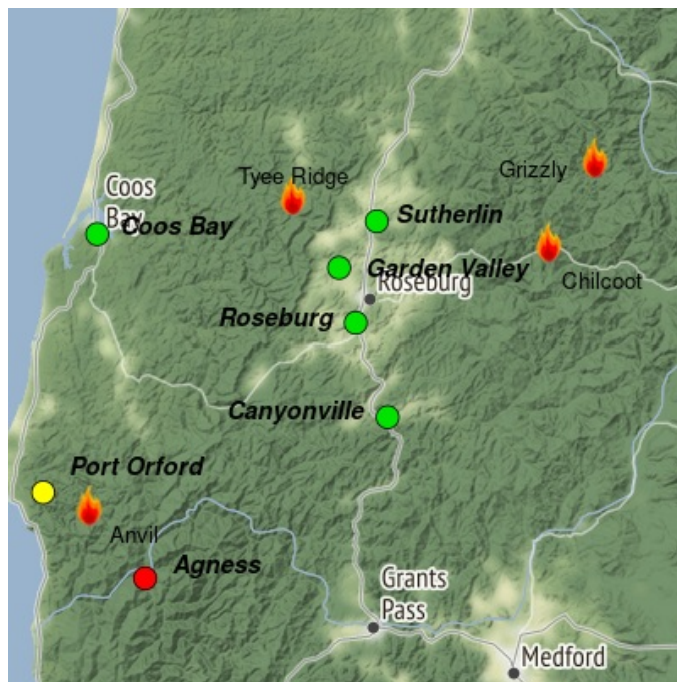 Tyee Ridge
Grizzly
Coos
Bay
Coos Bay
Sutherlin
Garden Valley
Roseburg
Chilcoot
Roseburg
Canyonville
Port Orford
Anvil
Agness
Grants
Pass
Medford